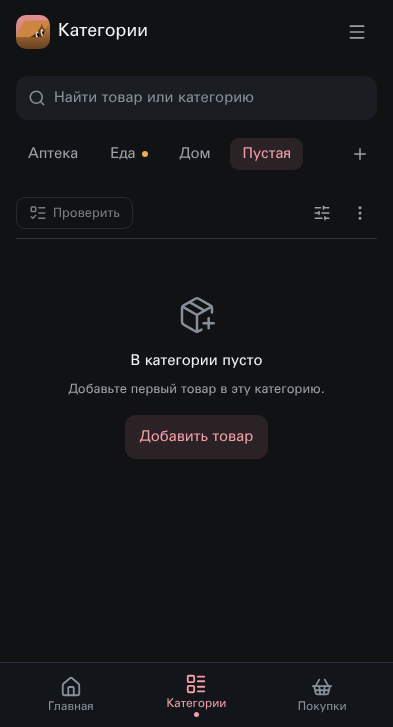 Категории
Найти товар или категорию
Аптека Еда Дом Пустая
Проверить
В категории пусто
Добавьте первый товар в эту категорию.
Добавить товар
Главная Категории Покупки